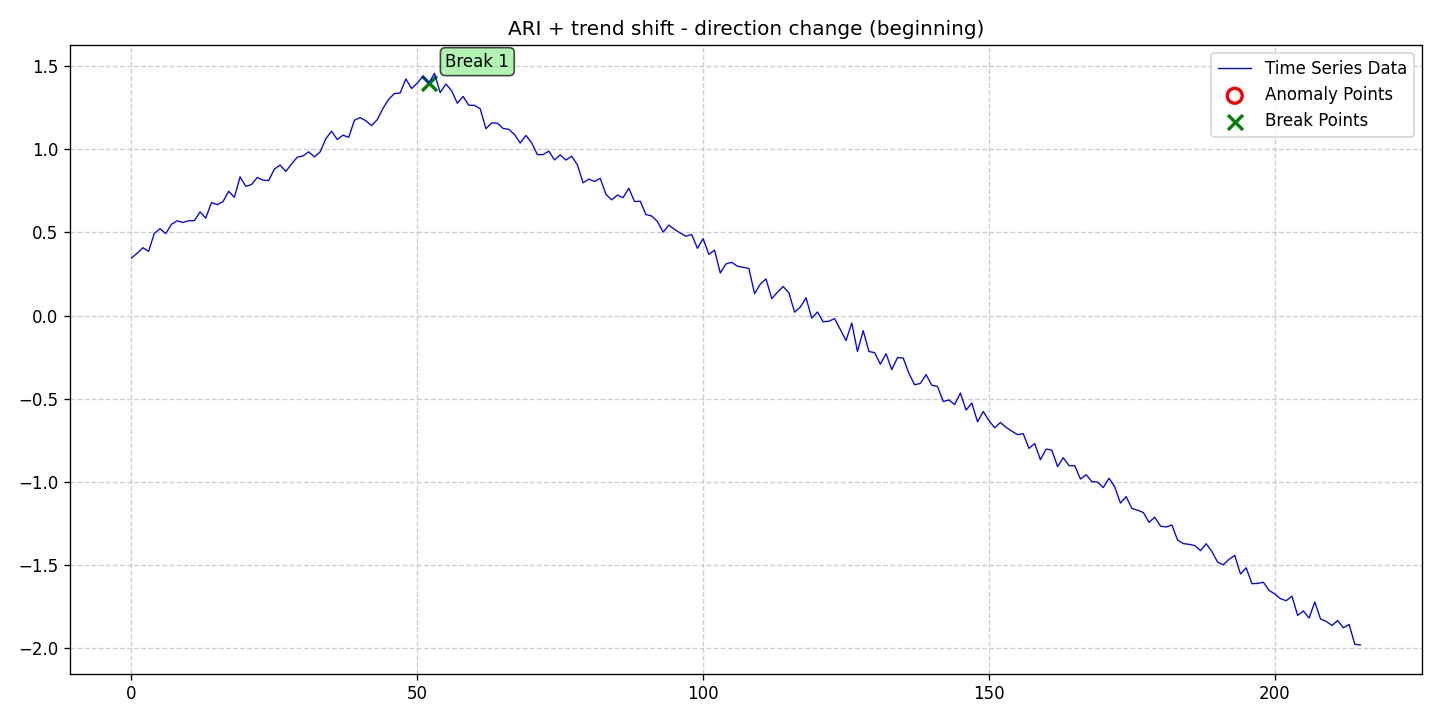 ARI + trend shift - direction change (beginning)
Break 1
Time Series Data
Anomaly Points
Break Points
1.5
1.0
0.5
0.0
−0.5
−1.0
−1.5
−2.0
0
50
100
150
200